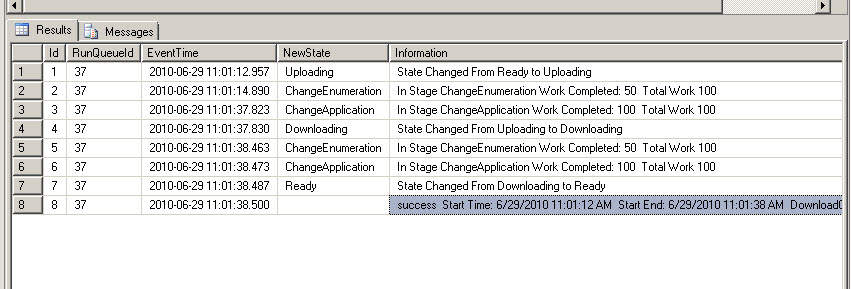 Results Messages
Id RunQueueId EventTime NewState Information
1 1 37 2010-06-29 11:01:12.957 Uploading State Changed From Ready to Uploading
2 2 37 2010-06-29 11:01:14.890 ChangeEnumeration In Stage ChangeEnumeration Work Completed: 50 Total Work 100
3 3 37 2010-06-29 11:01:37.823 ChangeApplication In Stage ChangeApplication Work Completed: 100 Total Work 100
4 4 37 2010-06-29 11:01:37.830 Downloading State Changed From Uploading to Downloading
5 5 37 2010-06-29 11:01:38.463 ChangeEnumeration In Stage ChangeEnumeration Work Completed: 50 Total Work 100
6 6 37 2010-06-29 11:01:38.473 ChangeApplication In Stage ChangeApplication Work Completed: 100 Total Work 100
7 7 37 2010-06-29 11:01:38.487 Ready State Changed From Downloading to Ready
8 8 37 2010-06-29 11:01:38.500 success Start Time: 6/29/2010 11:01:12 AM Start End: 6/29/2010 11:01:38 AM Download